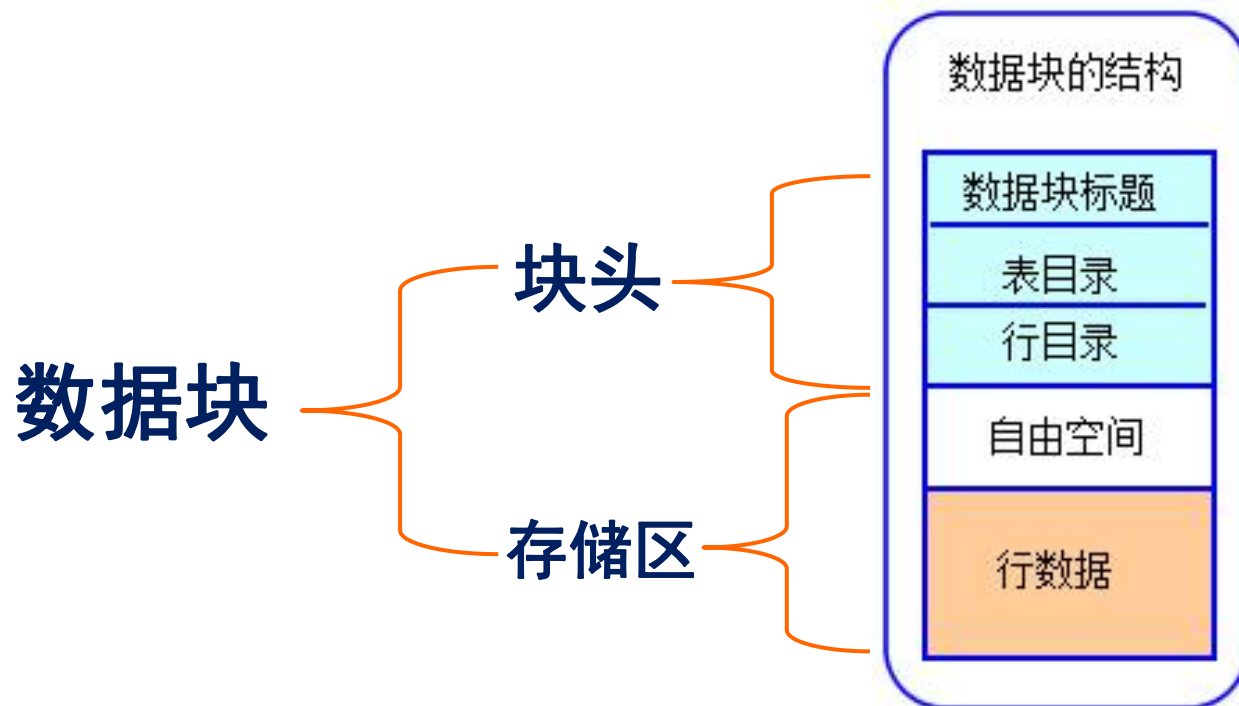 数据块
块头
存储区
数据块的结构
数据块标题
表目录
行目录
自由空间
行数据